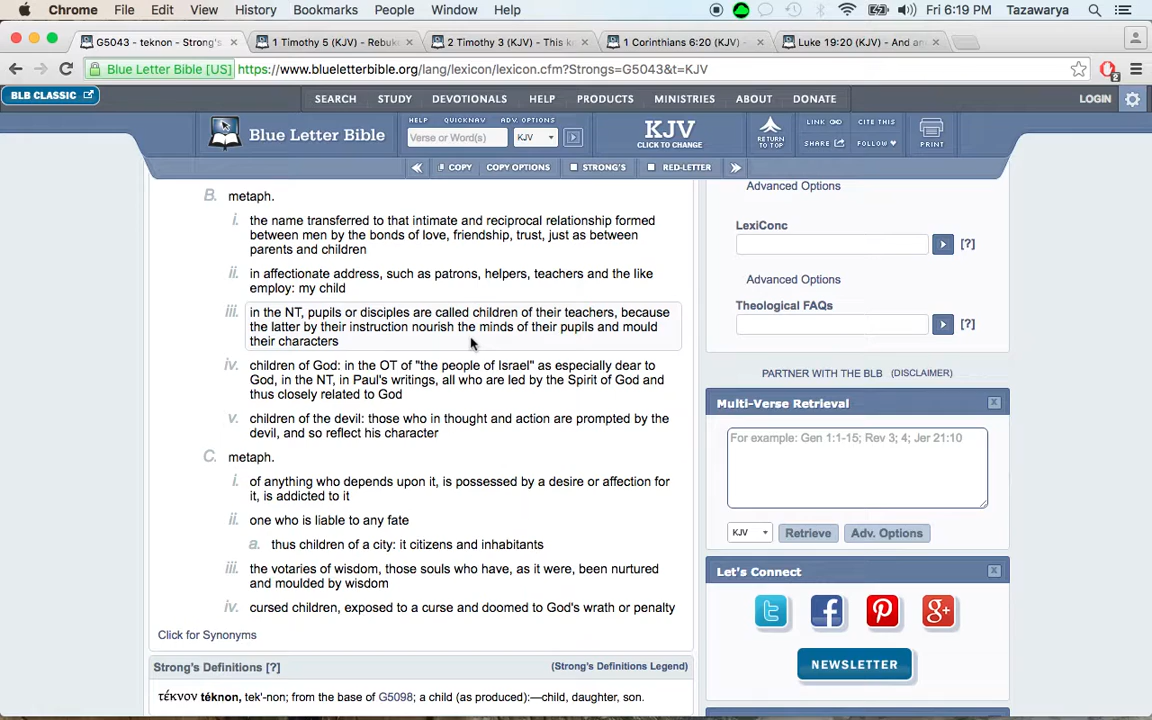 Chrome File Edit View History Bookmarks People Window Help Fri 6:19 PM Tazawarya
G5043 - teknon - Strong's 1 Timothy 5 (KJV) - Rebuke 2 Timothy 3 (KJV) - This k 1 Corinthians 6:20 (KJV) - Luke 19:20 (KJV) - And an
Blue Letter Bible [US] https://www.blueletterbible.org/lang/lexicon/lexicon.cfm?Strongs=G5043&t=KJV
BLB CLASSIC SEARCH STUDY DEVOTIONALS HELP PRODUCTS MINISTRIES ABOUT DONATE LOGIN
HELP QUICKNAV ADV. OPTIONS
Blue Letter Bible Verse or Word(s) KJV
KJV
CLICK TO CHANGE
RETURN
TO TOP
LINK CITE THIS
SHARE FOLLOW
PRINT
COPY COPY OPTIONS STRONG'S RED-LETTER
B. metaph.
i. the name transferred to that intimate and reciprocal relationship formed
between men by the bonds of love, friendship, trust, just as between
parents and children
ii. in affectionate address, such as patrons, helpers, teachers and the like
employ: my child
iii. in the NT, pupils or disciples are called children of their teachers, because
the latter by their instruction nourish the minds of their pupils and mould
their characters
iv. children of God: in the OT of "the people of Israel" as especially dear to
God, in the NT, in Paul's writings, all who are led by the Spirit of God and
thus closely related to God
v. children of the devil: those who in thought and action are prompted by the
devil, and so reflect his character
C. metaph.
i. of anything who depends upon it, is possessed by a desire or affection for
it, is addicted to it
ii. one who is liable to any fate
a. thus children of a city: it citizens and inhabitants
iii. the votaries of wisdom, those souls who have, as it were, been nurtured
and moulded by wisdom
iv. cursed children, exposed to a curse and doomed to God's wrath or penalty
Click for Synonyms
Strong's Definitions [?] (Strong's Definitions Legend)
τέκνον téknon, tek'-non; from the base of G5098; a child (as produced):—child, daughter, son.
Advanced Options
LexiConc
[?]
Advanced Options
Theological FAQs
[?]
PARTNER WITH THE BLB (DISCLAIMER)
Multi-Verse Retrieval
For example: Gen 1:1-15; Rev 3; 4; Jer 21:10
KJV Retrieve Adv. Options
Let's Connect
NEWSLETTER